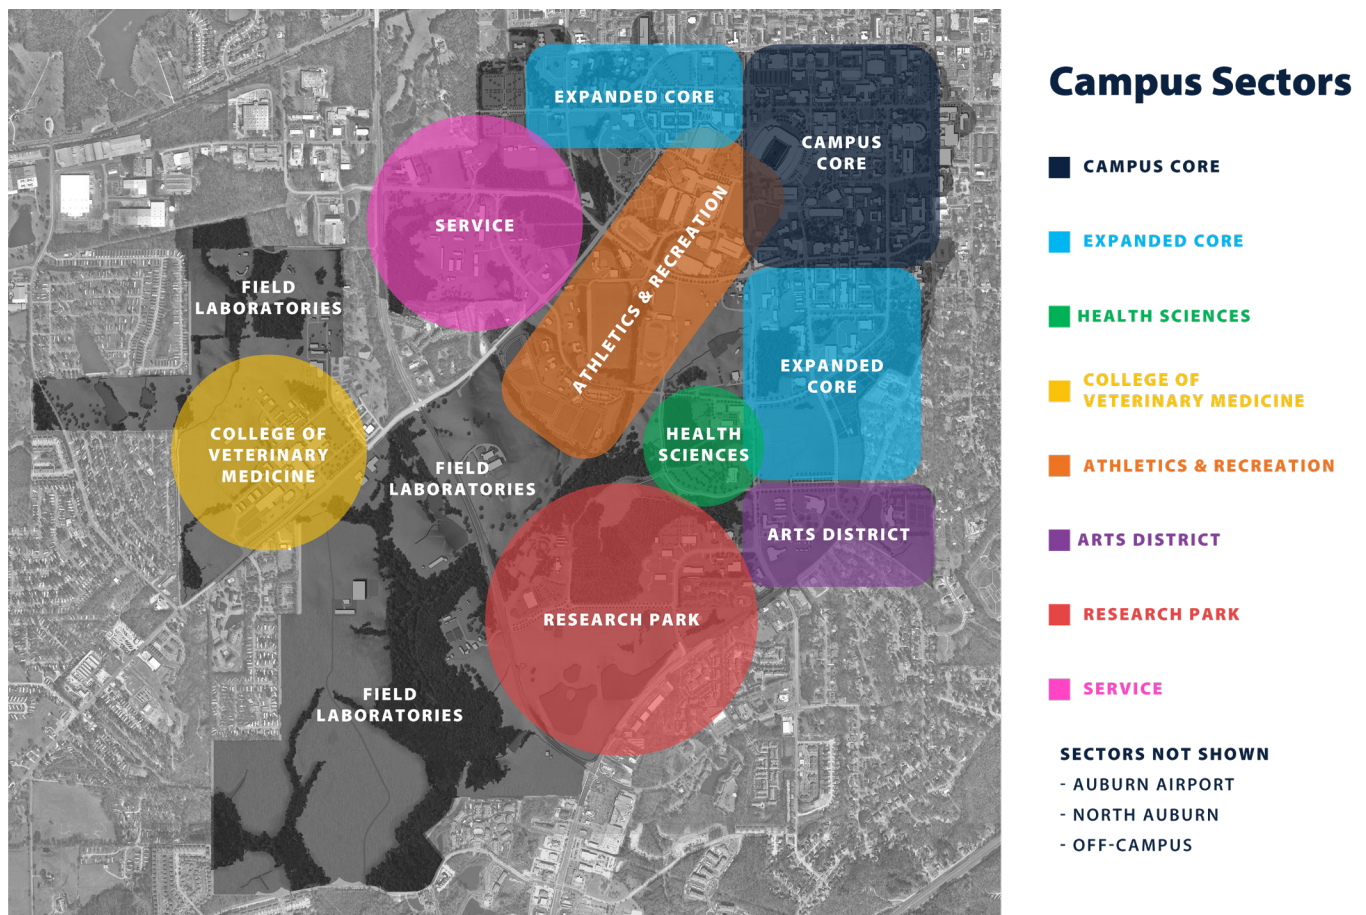 EXPANDED CORE
CAMPUS
CORE
SERVICE
ATHLETICS & RECREATION
FIELD
LABORATORIES
EXPANDED
CORE
COLLEGE OF
VETERINARY
MEDICINE
HEALTH
SCIENCES
FIELD
LABORATORIES
ARTS DISTRICT
RESEARCH PARK
FIELD
LABORATORIES
Campus Sectors
CAMPUS CORE
EXPANDED CORE
HEALTH SCIENCES
COLLEGE OF
VETERINARY MEDICINE
ATHLETICS & RECREATION
ARTS DISTRICT
RESEARCH PARK
SERVICE
SECTORS NOT SHOWN
- AUBURN AIRPORT
- NORTH AUBURN
- OFF-CAMPUS